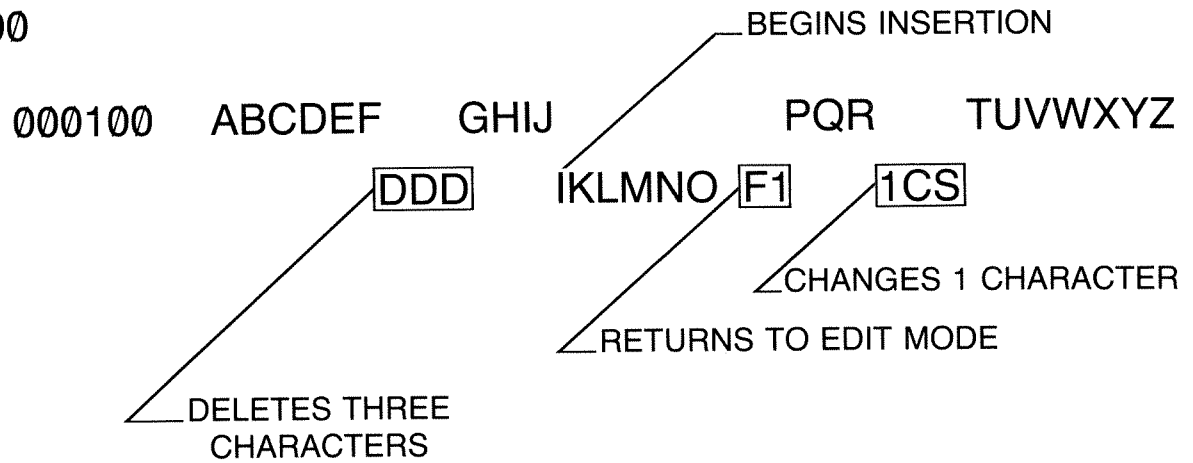 00
BEGINS INSERTION
000100 ABCDEF GHIJ PQR TUVWXYZ
DDD IKLMNO F1 1CS
CHANGES 1 CHARACTER
RETURNS TO EDIT MODE
DELETES THREE
CHARACTERS